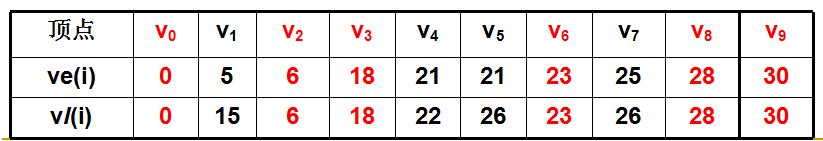 顶点 v0 v1 v2 v3 v4 v5 v6 v7 v8 v9
ve(i) 0 5 6 18 21 21 23 25 28 30
vl(i) 0 15 6 18 22 26 23 26 28 30